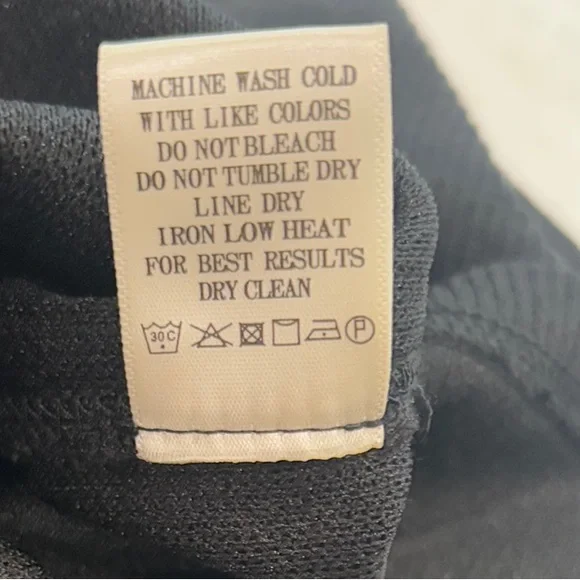 MACHINE WASH COLD
WITH LIKE COLORS
DO NOT BLEACH
DO NOT TUMBLE DRY
LINE DRY
IRON LOW HEAT
FOR BEST RESULTS
DRY CLEAN
30 C P